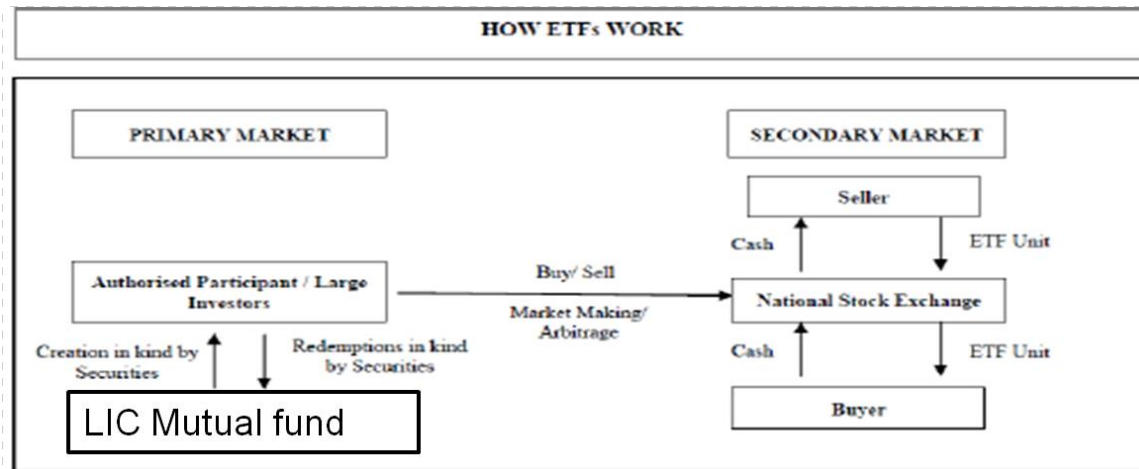 HOW ETFs WORK
PRIMARY MARKET
SECONDARY MARKET
Seller
Cash
ETF Unit
Authorised Participant / Large
Investors
Buy/ Sell
Market Making/
Arbitrage
National Stock Exchange
Creation in kind by
Securities
Redemptions in kind
by Securities
Cash
ETF Unit
LIC Mutual fund
Buyer